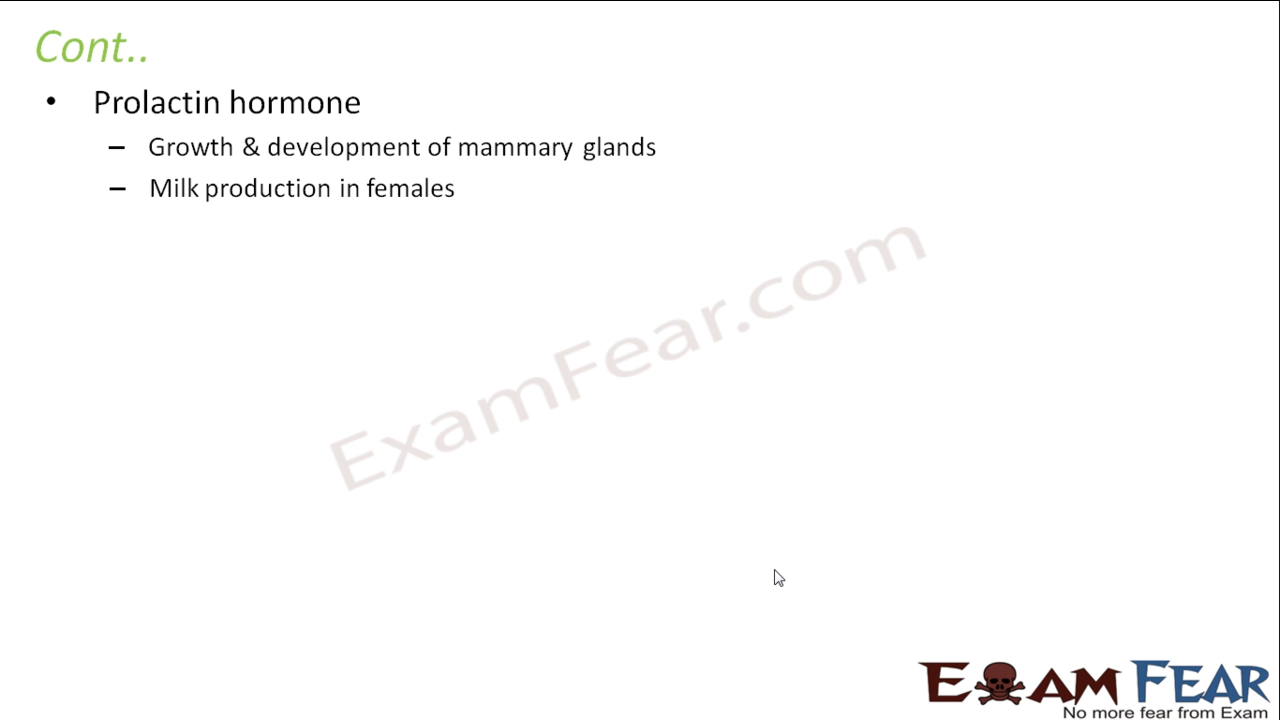 Cont..
• Prolactin hormone
– Growth & development of mammary glands
– Milk production in females
ExamFear.com
EXAM FEAR
No more fear from Exam